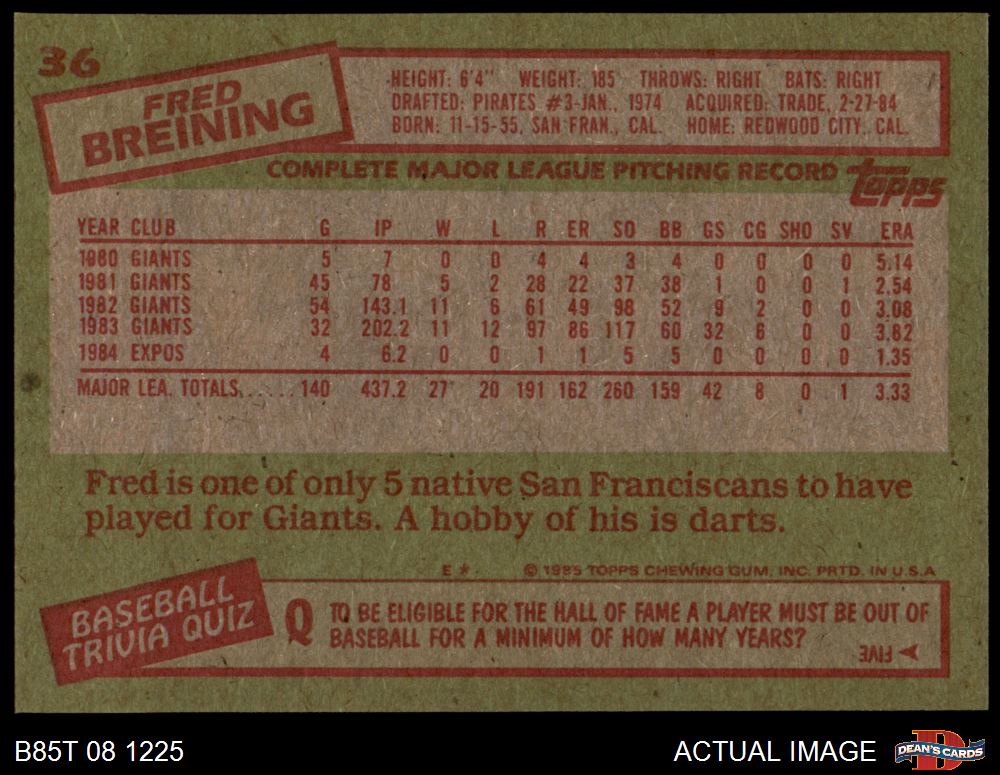 36
FRED
BREINING
HEIGHT: 6'4" WEIGHT: 185 THROWS: RIGHT BATS: RIGHT
DRAFTED: PIRATES #3-JAN., 1974 ACQUIRED: TRADE, 2-27-84
BORN: 11-15-55, SAN FRAN., CAL. HOME: REDWOOD CITY, CAL.
COMPLETE MAJOR LEAGUE PITCHING RECORD topps
YEAR CLUB G IP W L R ER SO BB GS CG SHO SV ERA
1980 GIANTS 5 7 0 0 4 4 3 4 0 0 0 0 5.14
1981 GIANTS 45 78 5 2 28 22 37 38 1 0 0 1 2.54
1982 GIANTS 54 143.1 11 6 61 49 98 52 9 2 0 0 3.08
1983 GIANTS 32 202.2 11 12 97 86 117 60 32 6 0 0 3.82
1984 EXPOS 4 6.2 0 0 1 1 5 5 0 0 0 0 1.35
MAJOR LEA. TOTALS...... 140 437.2 27 20 191 162 260 159 42 8 0 1 3.33
Fred is one of only 5 native San Franciscans to have
played for Giants. A hobby of his is darts.
E* © 1985 TOPPS CHEWING GUM, INC. PRTD. IN U.S.A
BASEBALL
TRIVIA QUIZ
Q TO BE ELIGIBLE FOR THE HALL OF FAME A PLAYER MUST BE OUT OF
BASEBALL FOR A MINIMUM OF HOW MANY YEARS?
A FIVE
B85T 08 1225
ACTUAL IMAGE
DEAN'S CARDS